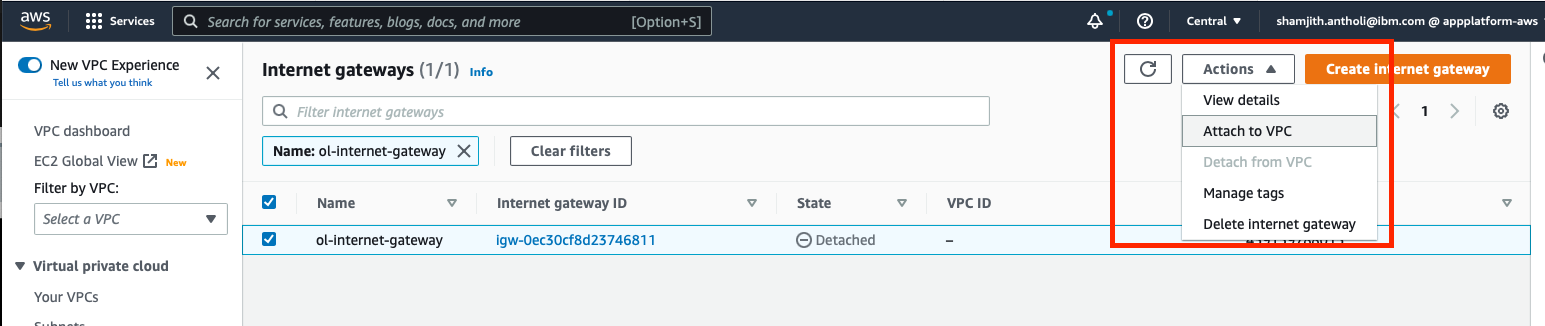 aws
Services
Search for services, features, blogs, docs, and more
[Option+S]
Central
shamjith.antholi@ibm.com @ appplatform-aws
New VPC Experience
Tell us what you think
VPC dashboard
EC2 Global View
New
Filter by VPC:
Select a VPC
Virtual private cloud
Your VPCs
Subnets
Internet gateways (1/1)
Info
Actions
Create internet gateway
Filter internet gateways
1
Name: ol-internet-gateway
Clear filters
View details
Attach to VPC
Detach from VPC
Manage tags
Delete internet gateway
Name
Internet gateway ID
State
VPC ID
ol-internet-gateway
igw-0ec30cf8d23746811
Detached
–